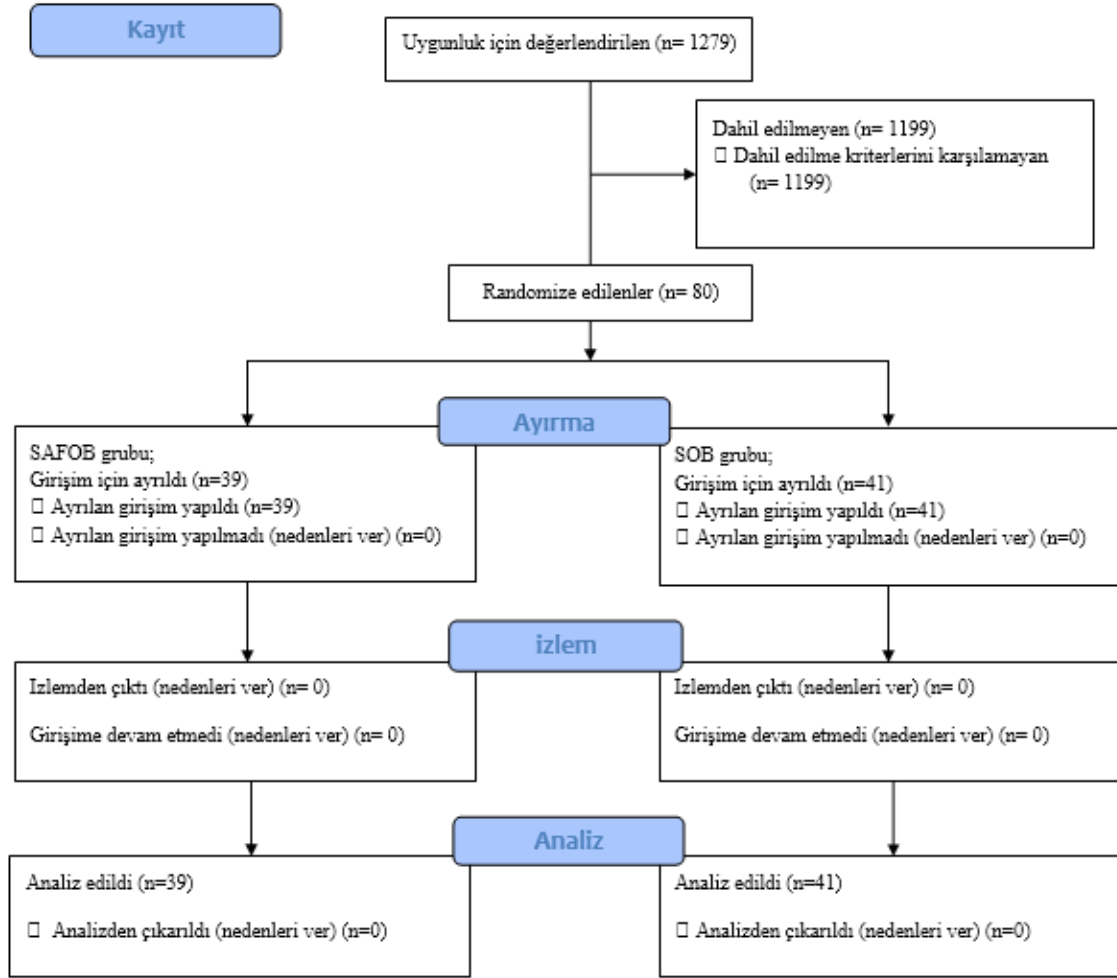 Kayıt
Uygunluk için değerlendirilen (n= 1279)
Dahil edilmeyen (n= 1199)
□ Dahil edilme kriterlerini karşılamayan
(n= 1199)
Randomize edilenler (n= 80)
Ayırma
SAFOB grubu;
Girişim için ayrıldı (n=39)
□ Ayrılan girişim yapıldı (n=39)
□ Ayrılan girişim yapılmadı (nedenleri ver) (n=0)
SOB grubu;
Girişim için ayrıldı (n=41)
□ Ayrılan girişim yapıldı (n=41)
□ Ayrılan girişim yapılmadı (nedenleri ver) (n=0)
izlem
Izlemden çıktı (nedenleri ver) (n= 0)
Girişime devam etmedi (nedenleri ver) (n= 0)
Izlemden çıktı (nedenleri ver) (n= 0)
Girişime devam etmedi (nedenleri ver) (n= 0)
Analiz
Analiz edildi (n=39)
□ Analizden çıkarıldı (nedenleri ver) (n=0)
Analiz edildi (n=41)
□ Analizden çıkarıldı (nedenleri ver) (n=0)